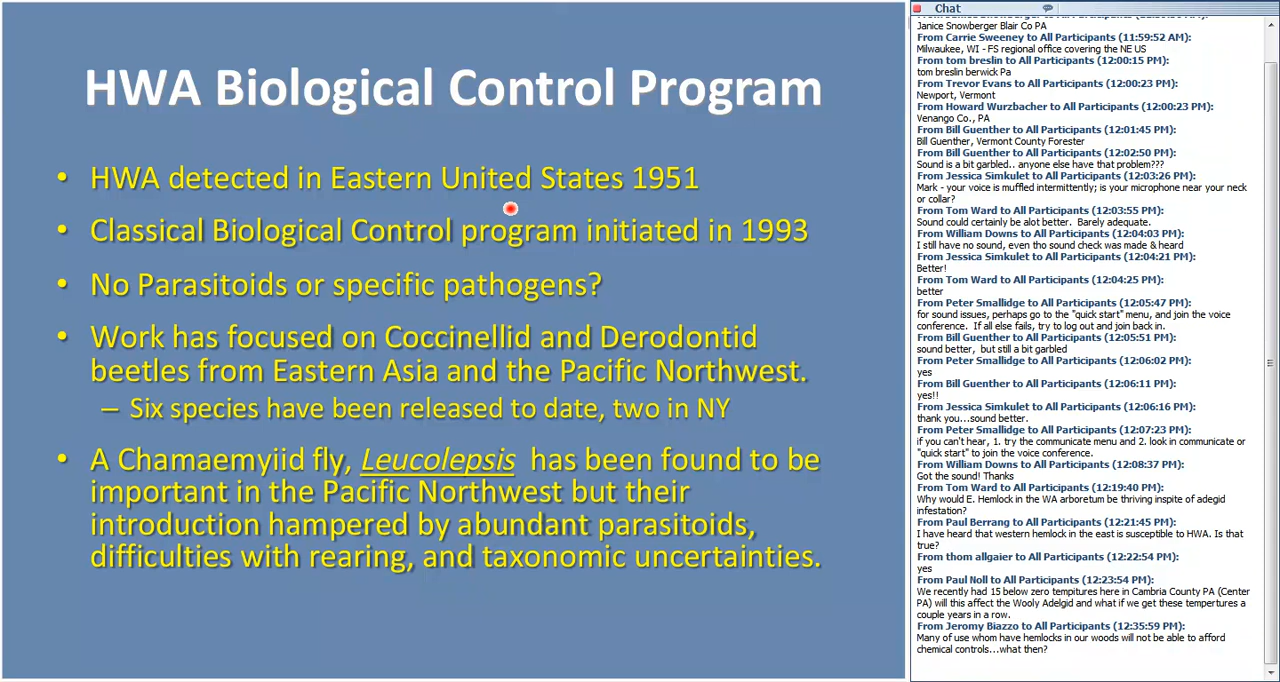 HWA Biological Control Program
• HWA detected in Eastern United States 1951
• Classical Biological Control program initiated in 1993
• No Parasitoids or specific pathogens?
• Work has focused on Coccinellid and Derodontid
beetles from Eastern Asia and the Pacific Northwest.
– Six species have been released to date, two in NY
• A Chamaemyiid fly, Leucolepsis has been found to be
important in the Pacific Northwest but their
introduction hampered by abundant parasitoids,
difficulties with rearing, and taxonomic uncertainties.
Chat
Janice Snowberger Blair Co PA
From Carrie Sweeney to All Participants (11:59:52 AM):
Milwaukee, WI - FS regional office covering the NE US
From tom breslin to All Participants (12:00:15 PM):
tom breslin berwick Pa
From Trevor Evans to All Participants (12:00:23 PM):
Newport, Vermont
From Howard Wurzbacher to All Participants (12:00:23 PM):
Venango Co., PA
From Bill Guenther to All Participants (12:01:45 PM):
Bill Guenther, Vermont County Forester
From Bill Guenther to All Participants (12:02:50 PM):
Sound is a bit garbled.. anyone else have that problem???
From Jessica Simkulet to All Participants (12:03:26 PM):
Mark - your voice is muffled intermittently; is your microphone near your neck
or collar?
From Tom Ward to All Participants (12:03:55 PM):
Sound could certainly be alot better. Barely adequate.
From William Downs to All Participants (12:04:03 PM):
I still have no sound, even tho sound check was made & heard
From Jessica Simkulet to All Participants (12:04:21 PM):
Better!
From Tom Ward to All Participants (12:04:25 PM):
better
From Peter Smallidge to All Participants (12:05:47 PM):
for sound issues, perhaps go to the "quick start" menu, and join the voice
conference. If all else fails, try to log out and join back in.
From Bill Guenther to All Participants (12:05:51 PM):
sound better, but still a bit garbled
From Peter Smallidge to All Participants (12:06:02 PM):
yes
From Bill Guenther to All Participants (12:06:11 PM):
yes!!
From Jessica Simkulet to All Participants (12:06:16 PM):
thank you...sound better.
From Peter Smallidge to All Participants (12:07:23 PM):
if you can't hear, 1. try the communicate menu and 2. look in communicate or
"quick start" to join the voice conference.
From William Downs to All Participants (12:08:37 PM):
Got the sound! Thanks
From Tom Ward to All Participants (12:19:40 PM):
Why would E. Hemlock in the WA arboretum be thriving inspite of adegid
infestation?
From Paul Berrang to All Participants (12:21:45 PM):
I have heard that western hemlock in the east is susceptible to HWA. Is that
true?
From thom allgaier to All Participants (12:22:54 PM):
yes
From Paul Noll to All Participants (12:23:54 PM):
We recently had 15 below zero tempitures here in Cambria County PA (Center
PA) will this affect the Wooly Adelgid and what if we get these tempertures a
couple years in a row.
From Jeromy Biazzo to All Participants (12:35:59 PM):
Many of use whom have hemlocks in our woods will not be able to afford
chemical controls...what then?